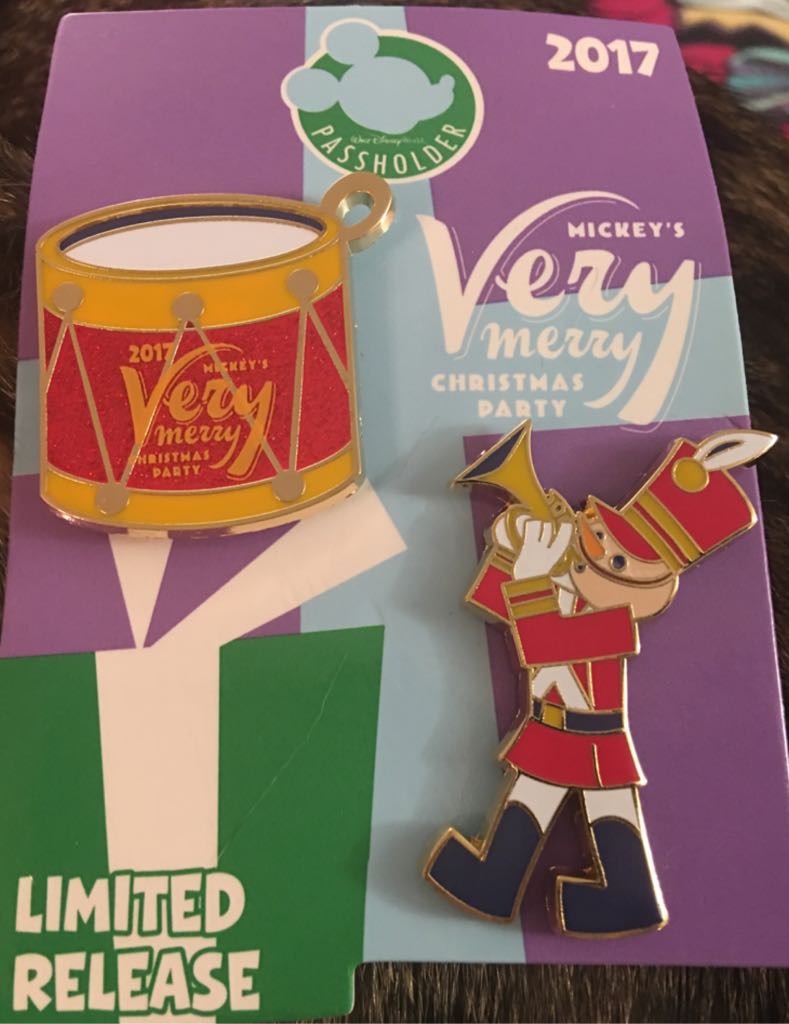 2017
Walt Disney World
PASSHOLDER
MICKEY'S
Very
merry
CHRISTMAS
PARTY
2017
MICKEY'S
Very
merry
CHRISTMAS
PARTY
LIMITED
RELEASE